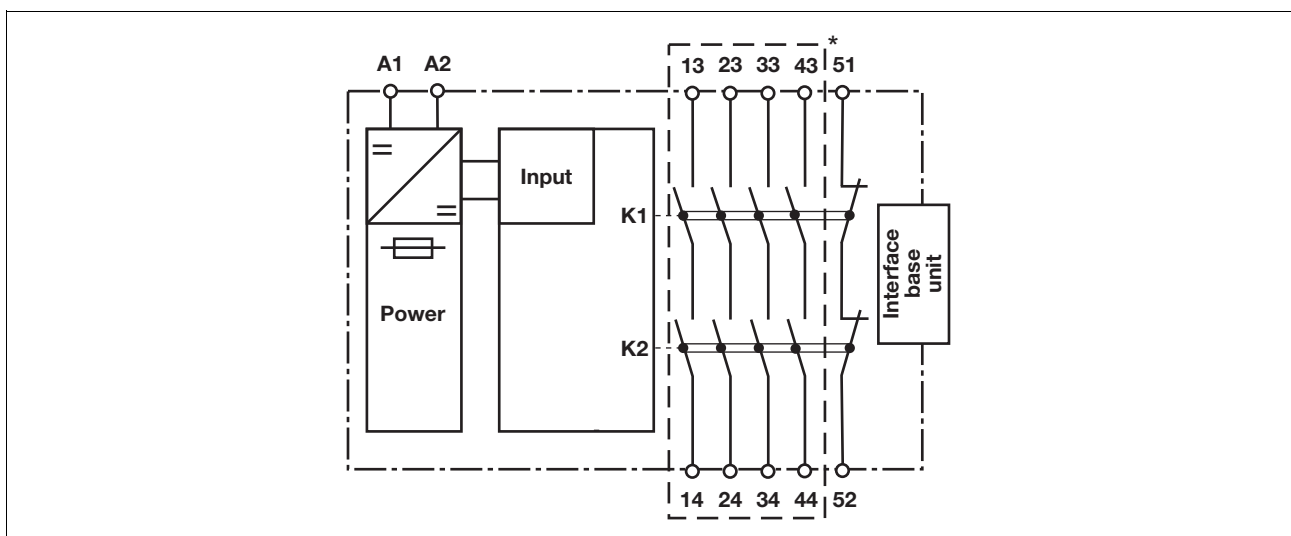 *
A1 A2 13 23 33 43 51
Input
K1
Interface
base
unit
Power
K2
14 24 34 44 52